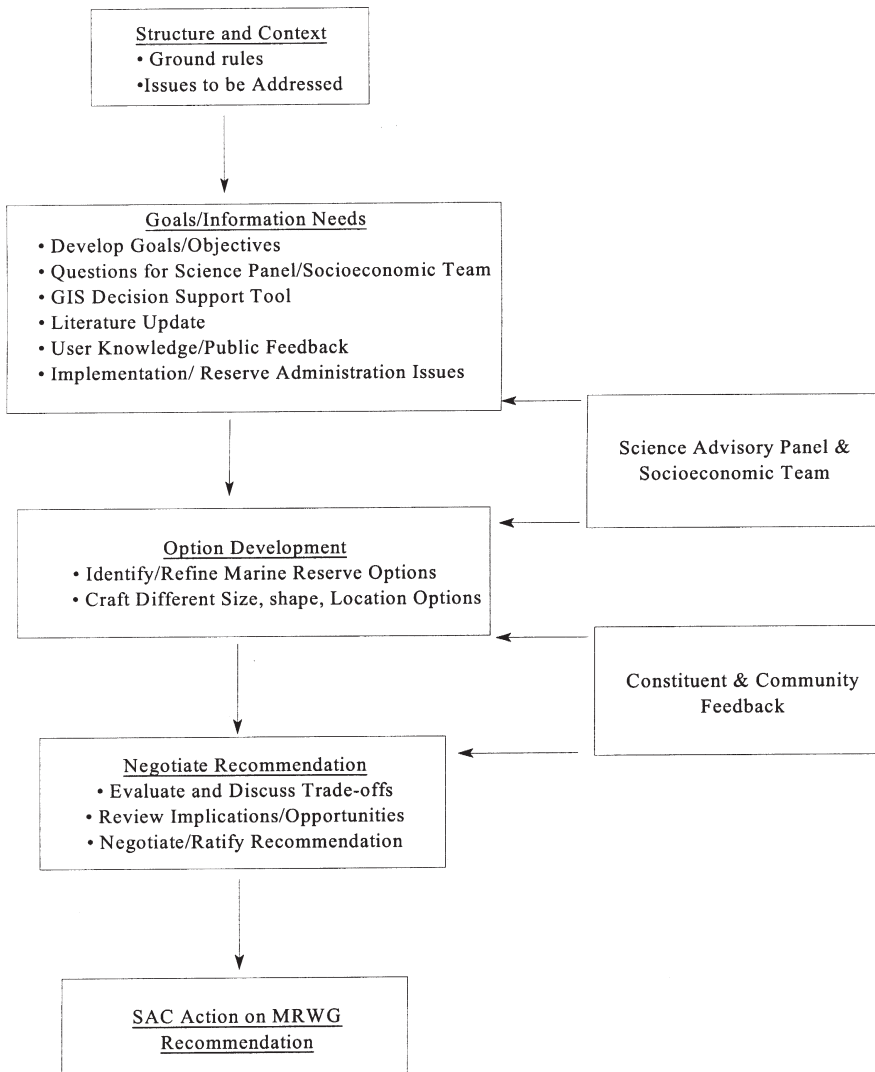 Structure and Context
• Ground rules
•Issues to be Addressed
Goals/Information Needs
• Develop Goals/Objectives
• Questions for Science Panel/Socioeconomic Team
• GIS Decision Support Tool
• Literature Update
• User Knowledge/Public Feedback
• Implementation/ Reserve Administration Issues
Science Advisory Panel &
Socioeconomic Team
Option Development
• Identify/Refine Marine Reserve Options
• Craft Different Size, shape, Location Options
Constituent & Community
Feedback
Negotiate Recommendation
• Evaluate and Discuss Trade-offs
• Review Implications/Opportunities
• Negotiate/Ratify Recommendation
SAC Action on MRWG
Recommendation